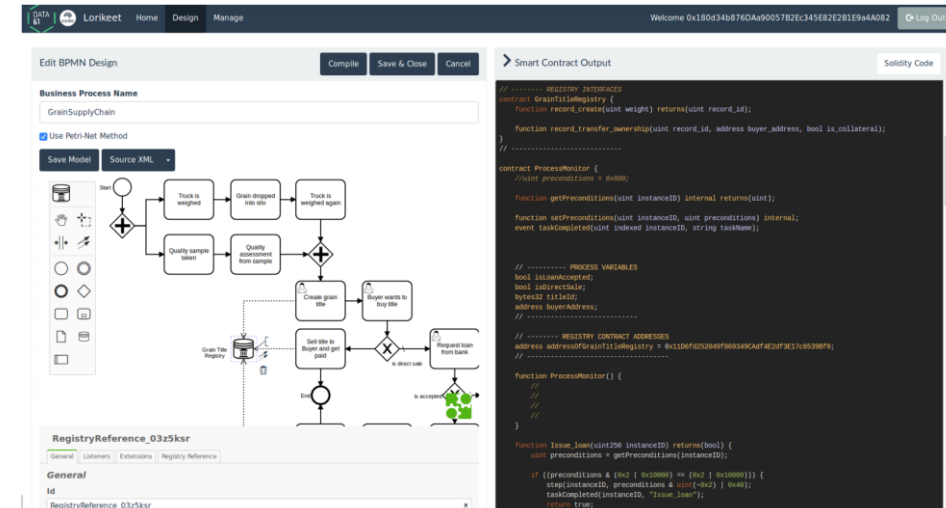 DATA
61
Lorikeet
Home
Design
Manage
Welcome 0x180d34b876DAa90057B2Ec345E82E2B1E9a4A082
Log Out
Edit BPMN Design
Compile
Save & Close
Cancel
Business Process Name
GrainSupplyChain
Use Petri-Net Method
Save Model
Source XML
Start
Truck is
weighed
Grain dropped
into silo
Truck is
weighed again
Quality sample
taken
Quality
assessment
from sample
Create grain
title
Buyer wants to
buy title
Grain Title
Registry
Sell title to
Buyer and get
paid
Request loan
from bank
is direct sale
End
is accepted
RegistryReference_03z5ksr
General
Listeners
Extensions
Registry Reference
General
Id
RegistryReference_03z5ksr
Smart Contract Output
Solidity Code
// -------- REGISTRY INTERFACES
contract GrainTitleRegistry {
function record_create(uint weight) returns(uint record_id);
function record_transfer_ownership(uint record_id, address buyer_address, bool is_collateral);
}
// ----------------------------
contract ProcessMonitor {
//uint preconditions = 0x800;
function getPreconditions(uint instanceID) internal returns(uint);
function setPreconditions(uint instanceID, uint preconditions) internal;
event taskCompleted(uint indexed instanceID, string taskName);
// ---------- PROCESS VARIABLES
bool isLoanAccepted;
bool isDirectSale;
bytes32 titleId;
address buyerAddress;
// ----------------------------
// -------- REGISTRY CONTRACT ADDRESSES
address addressOfGrainTitleRegistry = 0x11D6fd252049f869349CAdf4E2df3E17c8539Bf0;
// ------------------------------------
function ProcessMonitor() {
//
//
//
//
}
function Issue_loan(uint256 instanceID) returns(bool) {
uint preconditions = getPreconditions(instanceID);
if ((preconditions & (0x2 | 0x10000) == (0x2 | 0x10000))) {
step(instanceID, preconditions & uint(~0x2) | 0x40);
taskCompleted(instanceID, "Issue_loan");
return true;